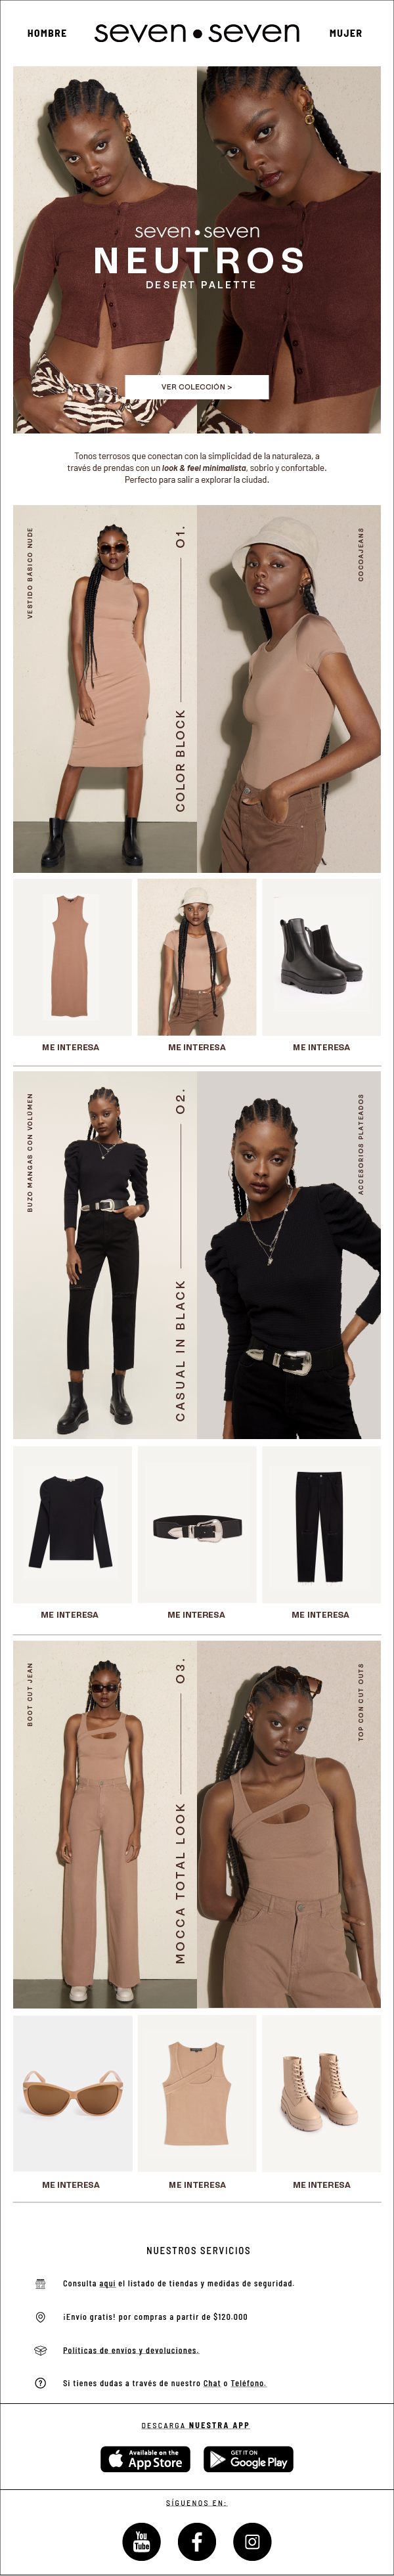 HOMBRE
seven•seven
MUJER
seven•seven
NEUTROS
DESERT PALETTE
VER COLECCIÓN >
Tonos terrosos que conectan con la simplicidad de la naturaleza, a
través de prendas con un look & feel minimalista, sobrio y confortable.
Perfecto para salir a explorar la ciudad.
VESTIDO BÁSICO NUDE
COLOR BLOCK 01.
COCOAJEANS
ME INTERESA
ME INTERESA
ME INTERESA
BUZO MANGAS CON VOLUMEN
CASUAL IN BLACK 02.
ACCESORIOS PLATEADOS
ME INTERESA
ME INTERESA
ME INTERESA
BOOT CUT JEAN
MOCCA TOTAL LOOK 03.
TOP CON CUT OUTS
ME INTERESA
ME INTERESA
ME INTERESA
NUESTROS SERVICIOS
Consulta aquí el listado de tiendas y medidas de seguridad.
¡Envío gratis! por compras a partir de $120.000
Políticas de envíos y devoluciones.
Si tienes dudas a través de nuestro Chat o Teléfono.
DESCARGA NUESTRA APP
Available on the
App Store
GET IT ON
Google Play
SÍGUENOS EN:
You
Tube